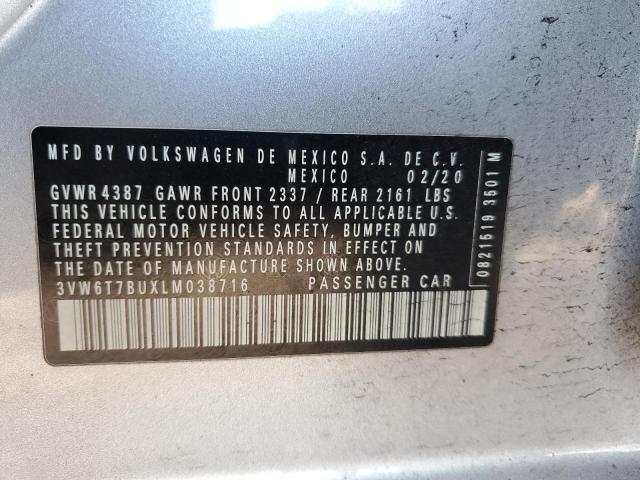 MFD BY VOLKSWAGEN DE MEXICO S.A. DE C.V.
MEXICO 02/20
GVWR 4387 GAWR FRONT 2337 / REAR 2161 LBS
THIS VEHICLE CONFORMS TO ALL APPLICABLE U.S.
FEDERAL MOTOR VEHICLE SAFETY, BUMPER AND
THEFT PREVENTION STANDARDS IN EFFECT ON
THE DATE OF MANUFACTURE SHOWN ABOVE.
3VW6T7BUXLM038716 PASSENGER CAR
0821519 3501 M